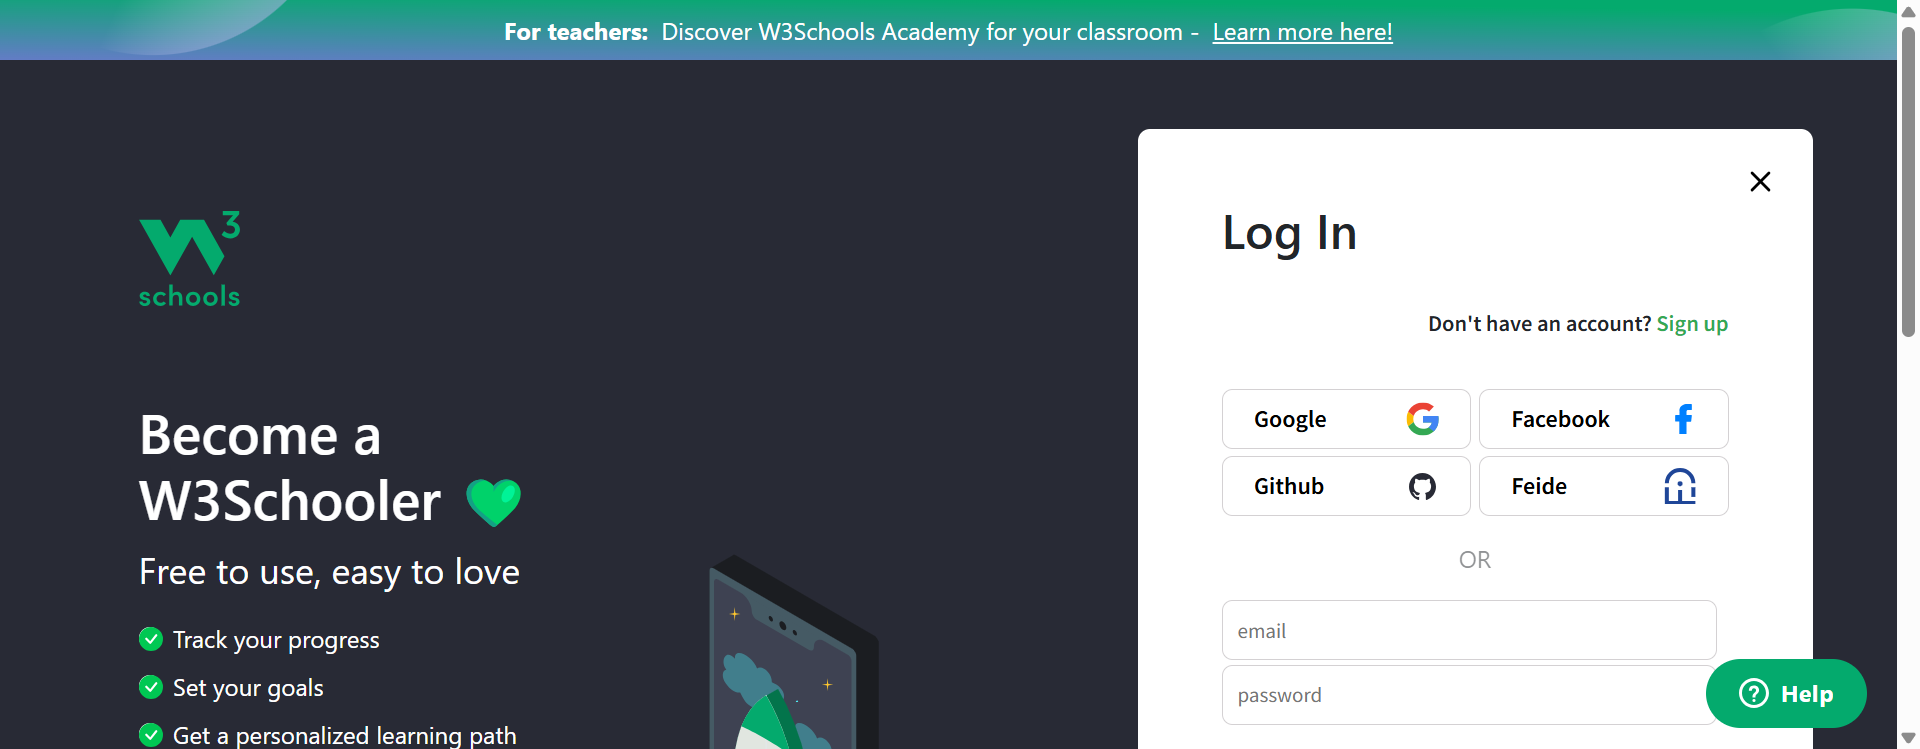 For teachers: Discover W3Schools Academy for your classroom - Learn more here!
W3
schools
Become a
W3Schooler
Free to use, easy to love
Track your progress
Set your goals
Get a personalized learning path
Log In
Don't have an account? Sign up
Google
Facebook
Github
Feide
OR
email
password
Help